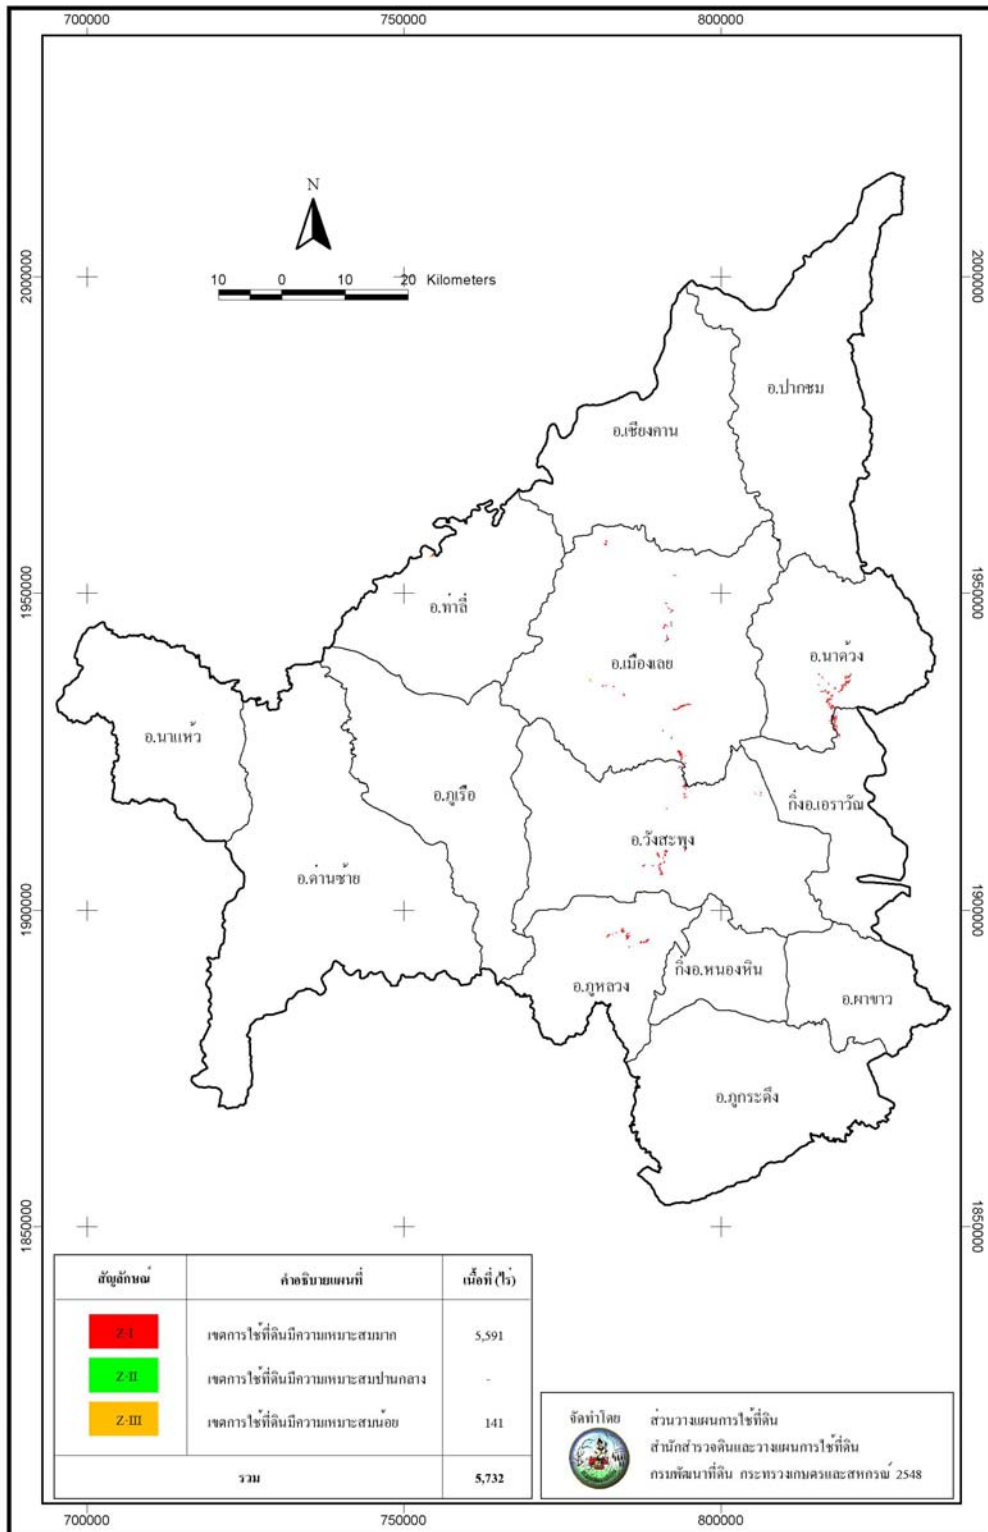 700000 750000 800000
N
10 0 10 20 Kilometers
2000000 2000000
อ.ปากชม
อ.เชียงคาน
1950000 1950000
อ.ท่าลี่
อ.เมืองเลย
อ.นาด้วง
อ.นาแห้ว
อ.ภูเรือ
กิ่งอ.เอราวัณ
อ.วังสะพุง
อ.ด่านซ้าย
1900000 1900000
กิ่งอ.หนองหิน
อ.ภูหลวง
อ.ผาขาว
อ.ภูกระดึง
1850000 1850000
สัญลักษณ์ คำอธิบายแผนที่ เนื้อที่ (ไร่)
Z-I เขตการใช้ที่ดินมีความเหมาะสมมาก 5,591
Z-II เขตการใช้ที่ดินมีความเหมาะสมปานกลาง -
Z-III เขตการใช้ที่ดินมีความเหมาะสมน้อย 141
รวม 5,732
จัดทำโดย ส่วนวางแผนการใช้ที่ดิน
สำนักสำรวจดินและวางแผนการใช้ที่ดิน
กรมพัฒนาที่ดิน กระทรวงเกษตรและสหกรณ์ 2548
700000 750000 800000